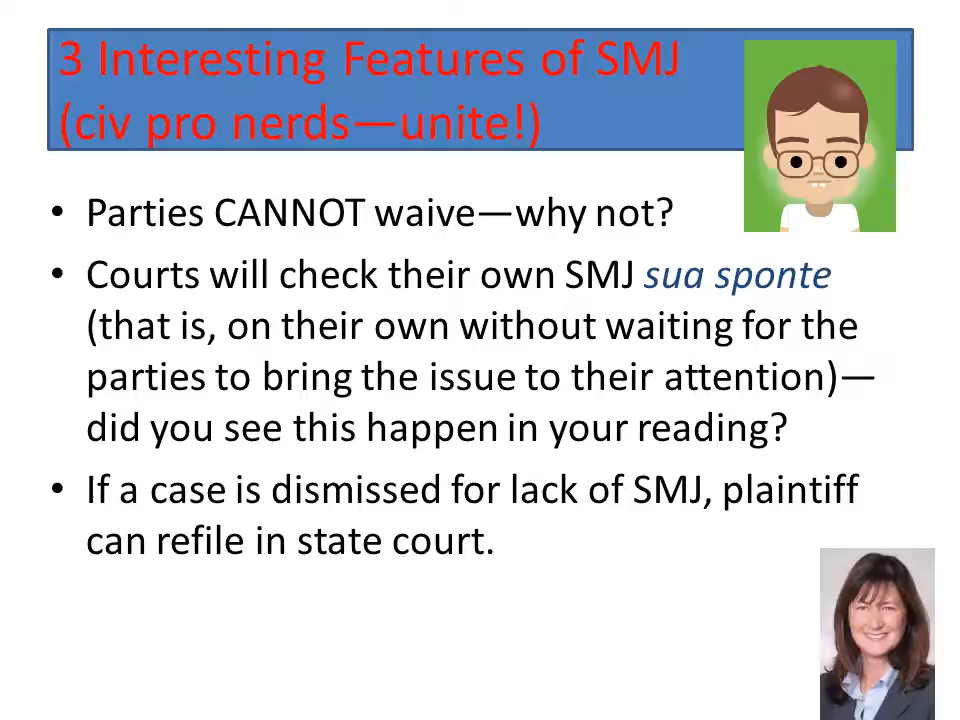 3 Interesting Features of SMJ
(civ pro nerds—unite!)
• Parties CANNOT waive—why not?
• Courts will check their own SMJ sua sponte
(that is, on their own without waiting for the
parties to bring the issue to their attention)—
did you see this happen in your reading?
• If a case is dismissed for lack of SMJ, plaintiff
can refile in state court.